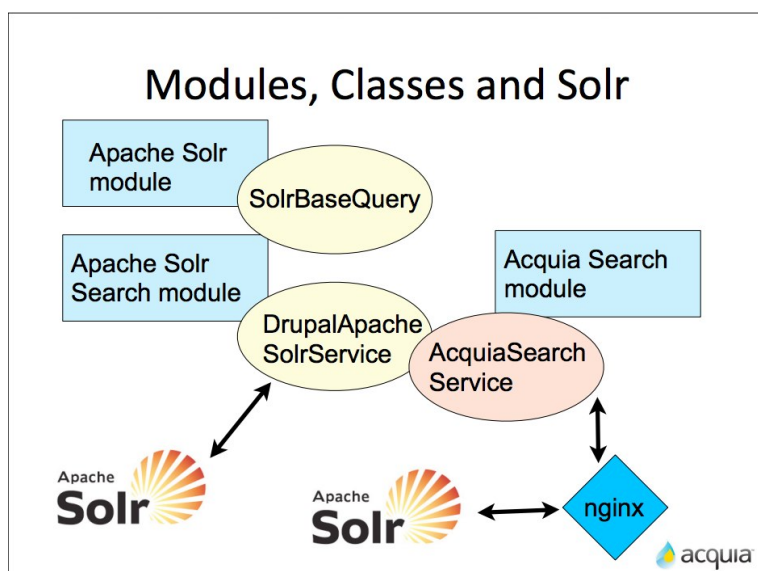 Modules, Classes and Solr
Apache Solr
module
SolrBaseQuery
Apache Solr
Search module
Acquia Search
module
DrupalApache
SolrService
AcquiaSearch
Service
Apache
Solr
Apache
Solr
nginx
acquia